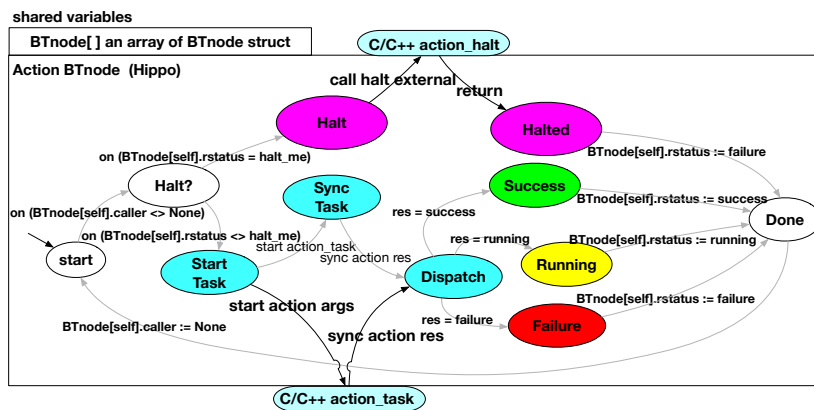 shared variables
BTnode[ ] an array of BTnode struct
C/C++ action_halt
Action BTnode (Hippo)
call halt external
return
Halt
Halted
on (BTnode[self].rstatus = halt_me)
BTnode[self].rstatus := failure
Halt?
Sync
Task
Success
on (BTnode[self].caller <> None)
res = success
BTnode[self].rstatus := success
Done
on (BTnode[self].rstatus <> halt_me)
start action_task
res = running
BTnode[self].rstatus := running
start
sync action res
Start
Task
Dispatch
Running
start action args
BTnode[self].rstatus := failure
BTnode[self].caller := None
res = failure
Failure
sync action res
C/C++ action_task